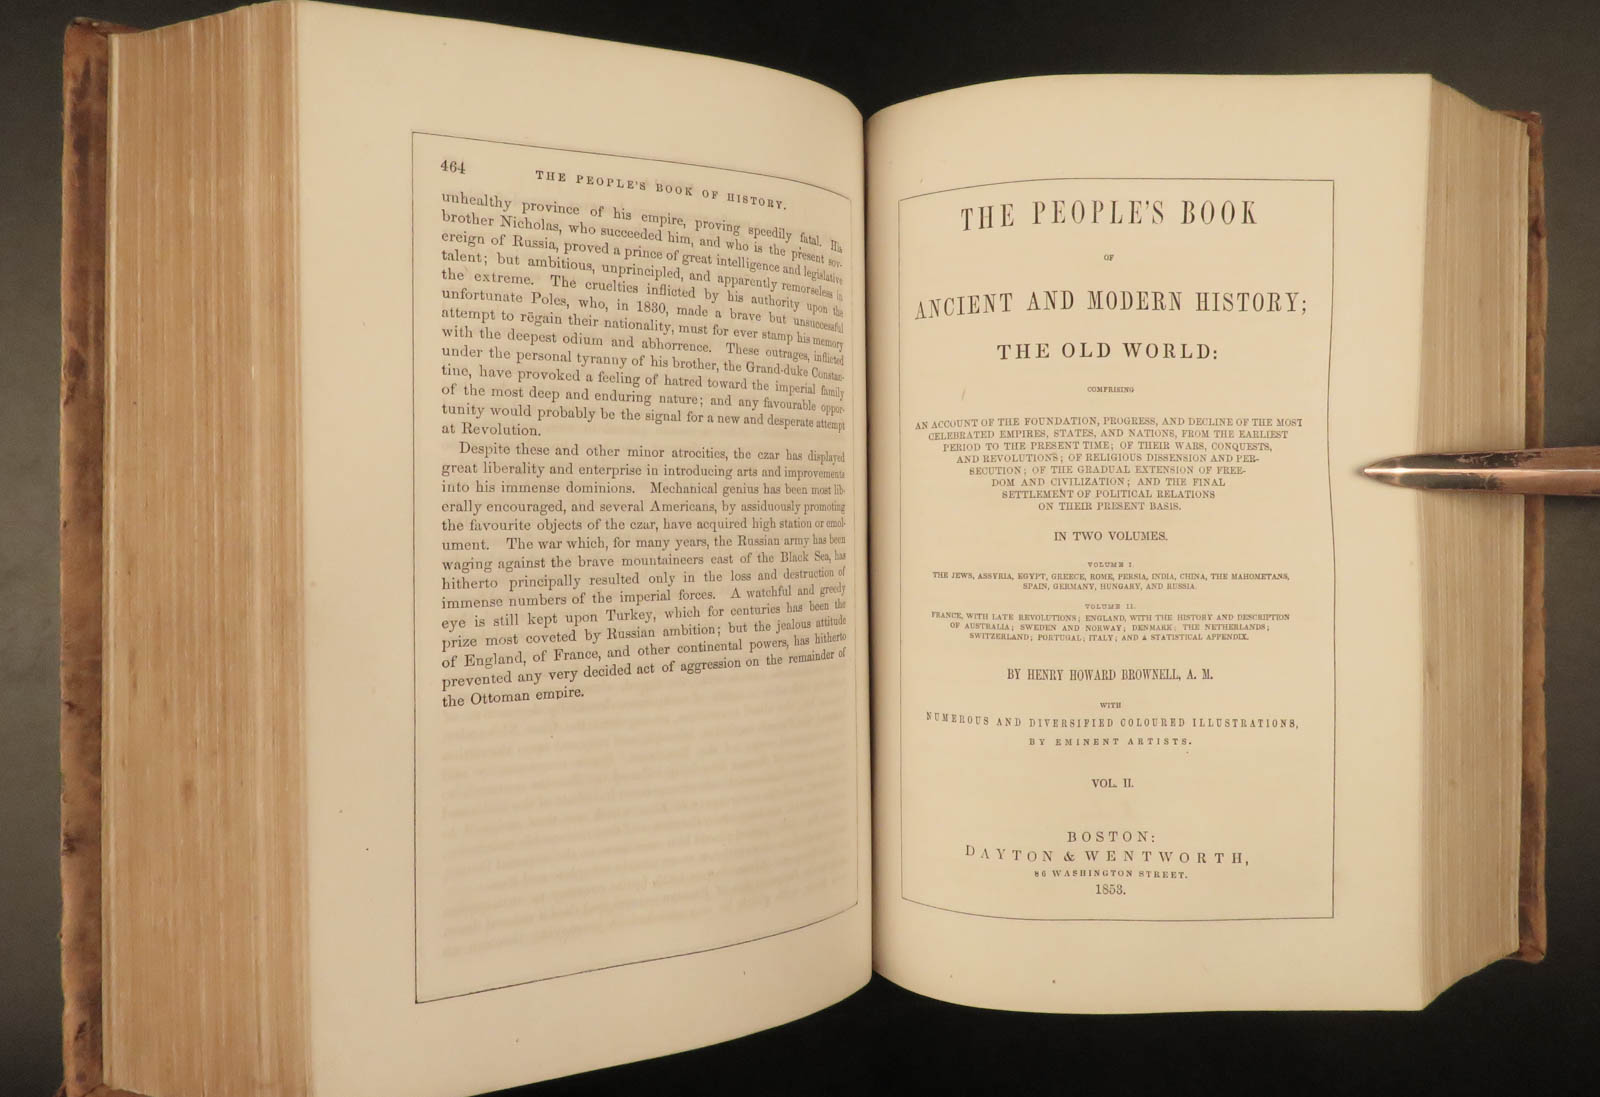 464
THE PEOPLE'S BOOK OF HISTORY.
unhealthy province of his empire, proving speedily fatal. His
brother Nicholas, who succeeded him, and who is the present sov-
ereign of Russia, proved a prince of great intelligence and legislative
talent; but ambitious, unprincipled, and apparently remorseless in
the extreme. The cruelties inflicted by his authority upon the
unfortunate Poles, who, in 1830, made a brave but unsuccessful
attempt to regain their nationality, must for ever stamp his memory
with the deepest odium and abhorrence. These outrages, inflicted
under the personal tyranny of his brother, the Grand-duke Constan-
tine, have provoked a feeling of hatred toward the imperial family
of the most deep and enduring nature; and any favourable oppor-
tunity would probably be the signal for a new and desperate attempt
at Revolution.
Despite these and other minor atrocities, the czar has displayed
great liberality and enterprise in introducing arts and improvements
into his immense dominions. Mechanical genius has been most lib-
erally encouraged, and several Americans, by assiduously promoting
the favourite objects of the czar, have acquired high station or emol-
ument. The war which, for many years, the Russian army has been
waging against the brave mountaineers east of the Black Sea, has
hitherto principally resulted only in the loss and destruction of
immense numbers of the imperial forces. A watchful and greedy
eye is still kept upon Turkey, which for centuries has been the
prize most coveted by Russian ambition; but the jealous attitude
of England, of France, and other continental powers, has hitherto
prevented any very decided act of aggression on the remainder of
the Ottoman empire.
THE PEOPLE'S BOOK
OF
ANCIENT AND MODERN HISTORY;
THE OLD WORLD:
COMPRISING
AN ACCOUNT OF THE FOUNDATION, PROGRESS, AND DECLINE OF THE MOST
CELEBRATED EMPIRES, STATES, AND NATIONS, FROM THE EARLIEST
PERIOD TO THE PRESENT TIME; OF THEIR WARS, CONQUESTS,
AND REVOLUTIONS; OF RELIGIOUS DISSENSION AND PER-
SECUTION; OF THE GRADUAL EXTENSION OF FREE-
DOM AND CIVILIZATION; AND THE FINAL
SETTLEMENT OF POLITICAL RELATIONS
ON THEIR PRESENT BASIS.
IN TWO VOLUMES.
VOLUME I.
THE JEWS, ASSYRIA, EGYPT, GREECE, ROME, PERSIA, INDIA, CHINA, THE MAHOMETANS,
SPAIN, GERMANY, HUNGARY, AND RUSSIA.
VOLUME II.
FRANCE, WITH LATE REVOLUTIONS; ENGLAND, WITH THE HISTORY AND DESCRIPTION
OF AUSTRALIA; SWEDEN AND NORWAY; DENMARK; THE NETHERLANDS;
SWITZERLAND; PORTUGAL; ITALY; AND A STATISTICAL APPENDIX.
BY HENRY HOWARD BROWNELL, A. M.
WITH
NUMEROUS AND DIVERSIFIED COLOURED ILLUSTRATIONS,
BY EMINENT ARTISTS.
VOL. II.
BOSTON:
DAYTON & WENTWORTH,
86 WASHINGTON STREET.
1853.